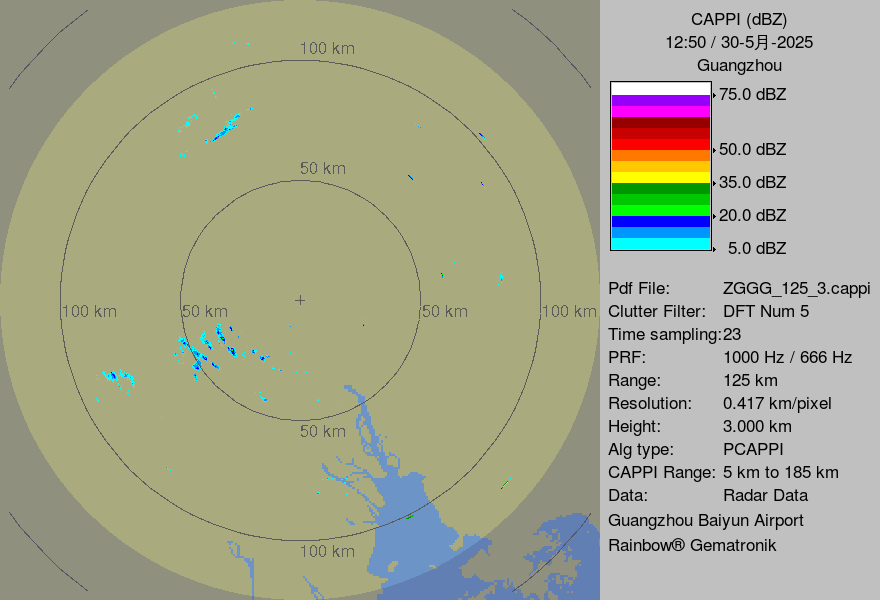 100 km
50 km
100 km
50 km
50 km
100 km
50 km
100 km
CAPPI (dBZ)
12:50 / 30-5月-2025
Guangzhou
75.0 dBZ
50.0 dBZ
35.0 dBZ
20.0 dBZ
5.0 dBZ
Pdf File: ZGGG_125_3.cappi
Clutter Filter: DFT Num 5
Time sampling:23
PRF: 1000 Hz / 666 Hz
Range: 125 km
Resolution: 0.417 km/pixel
Height: 3.000 km
Alg type: PCAPPI
CAPPI Range: 5 km to 185 km
Data: Radar Data
Guangzhou Baiyun Airport
Rainbow® Gematronik